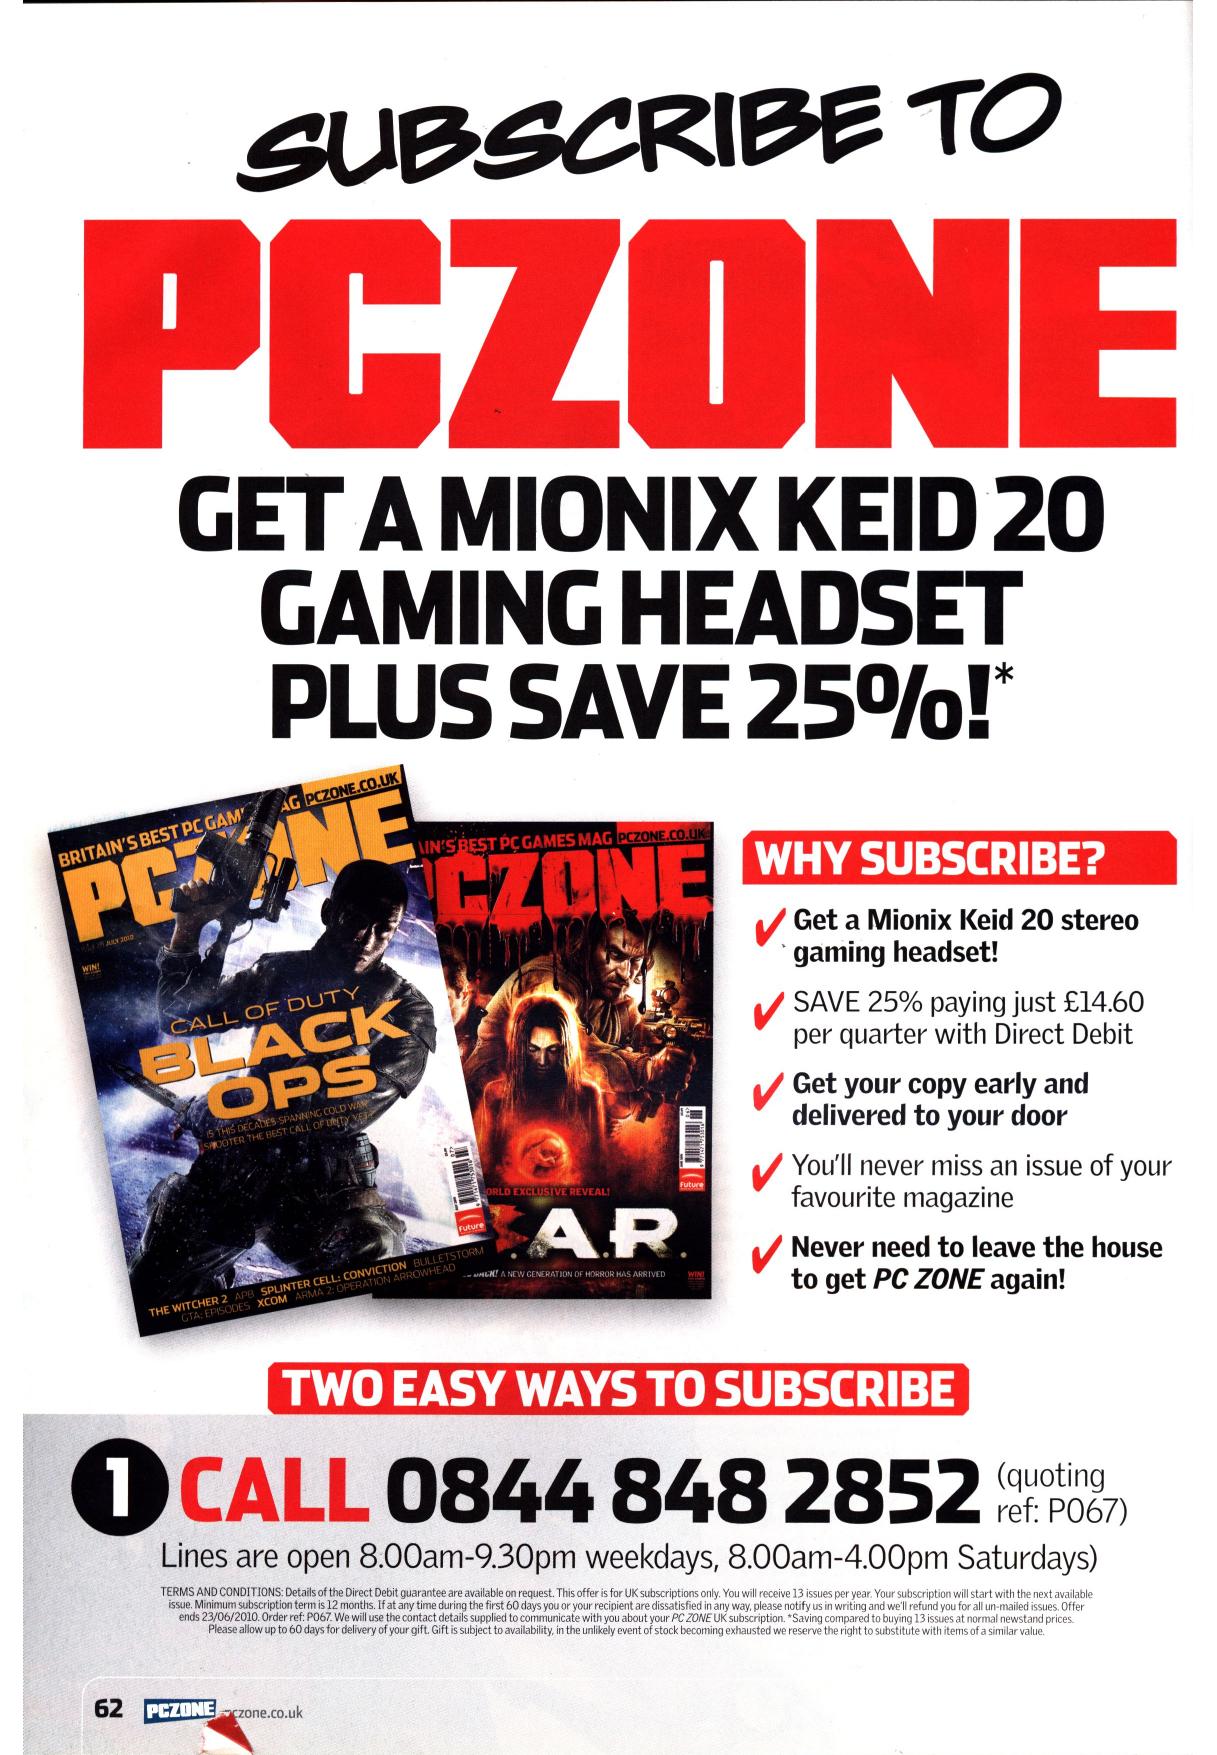 SUBSCRIBE TO
PCZONE
GET A MIONIX KEID 20
GAMING HEADSET
PLUS SAVE 25%!*
BRITAIN'S BEST PC GAM AG PCZONE.CO.UK
PCZONE
JULY 2010
WIN!
CALL OF DUTY
BLACK
OPS
IS THIS DECADES-SPANNING COLD WAR
SHOOTER THE BEST CALL OF DUTY YET
Future
THE WITCHER 2 APB SPLINTER CELL: CONVICTION BULLETSTORM
GTA: EPISODES XCOM ARMA 2: OPERATION ARROWHEAD
AIN'S BEST PC GAMES MAG PCZONE.CO.UK
PCZONE
Future
ORLD EXCLUSIVE REVEAL!
.A.R.
BACK! A NEW GENERATION OF HORROR HAS ARRIVED
WIN!
WHY SUBSCRIBE?
Get a Mionix Keid 20 stereo
gaming headset!
SAVE 25% paying just £14.60
per quarter with Direct Debit
Get your copy early and
delivered to your door
You'll never miss an issue of your
favourite magazine
Never need to leave the house
to get PC ZONE again!
TWO EASY WAYS TO SUBSCRIBE
1 CALL 0844 848 2852 (quoting
ref: P067)
Lines are open 8.00am-9.30pm weekdays, 8.00am-4.00pm Saturdays)
TERMS AND CONDITIONS: Details of the Direct Debit guarantee are available on request. This offer is for UK subscriptions only. You will receive 13 issues per year. Your subscription will start with the next available
issue. Minimum subscription term is 12 months. If at any time during the first 60 days you or your recipient are dissatisfied in any way, please notify us in writing and we'll refund you for all un-mailed issues. Offer
ends 23/06/2010. Order ref: P067. We will use the contact details supplied to communicate with you about your PC ZONE UK subscription. *Saving compared to buying 13 issues at normal newstand prices.
Please allow up to 60 days for delivery of your gift. Gift is subject to availability, in the unlikely event of stock becoming exhausted we reserve the right to substitute with items of a similar value.
62 PCZONE pczone.co.uk